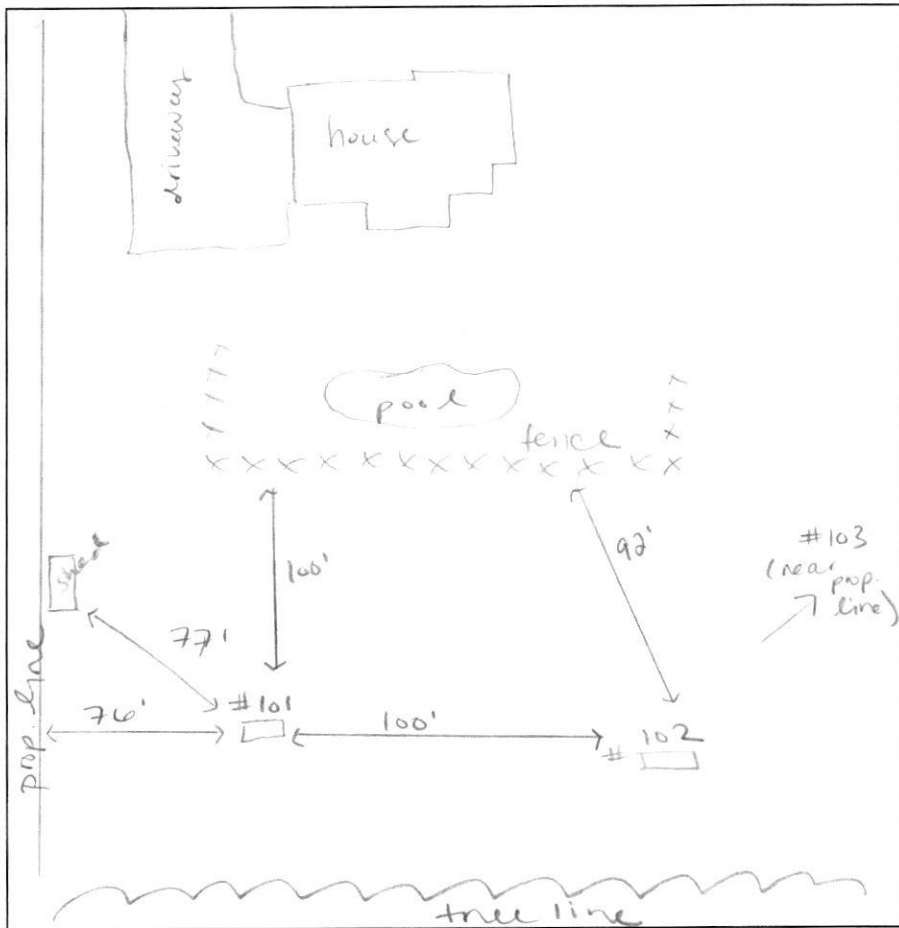 driveway
house
pool
fence
#103
(near
prop.
line)
92'
100'
shed
77'
prop. line
76'
#101
100'
# 102
tree line